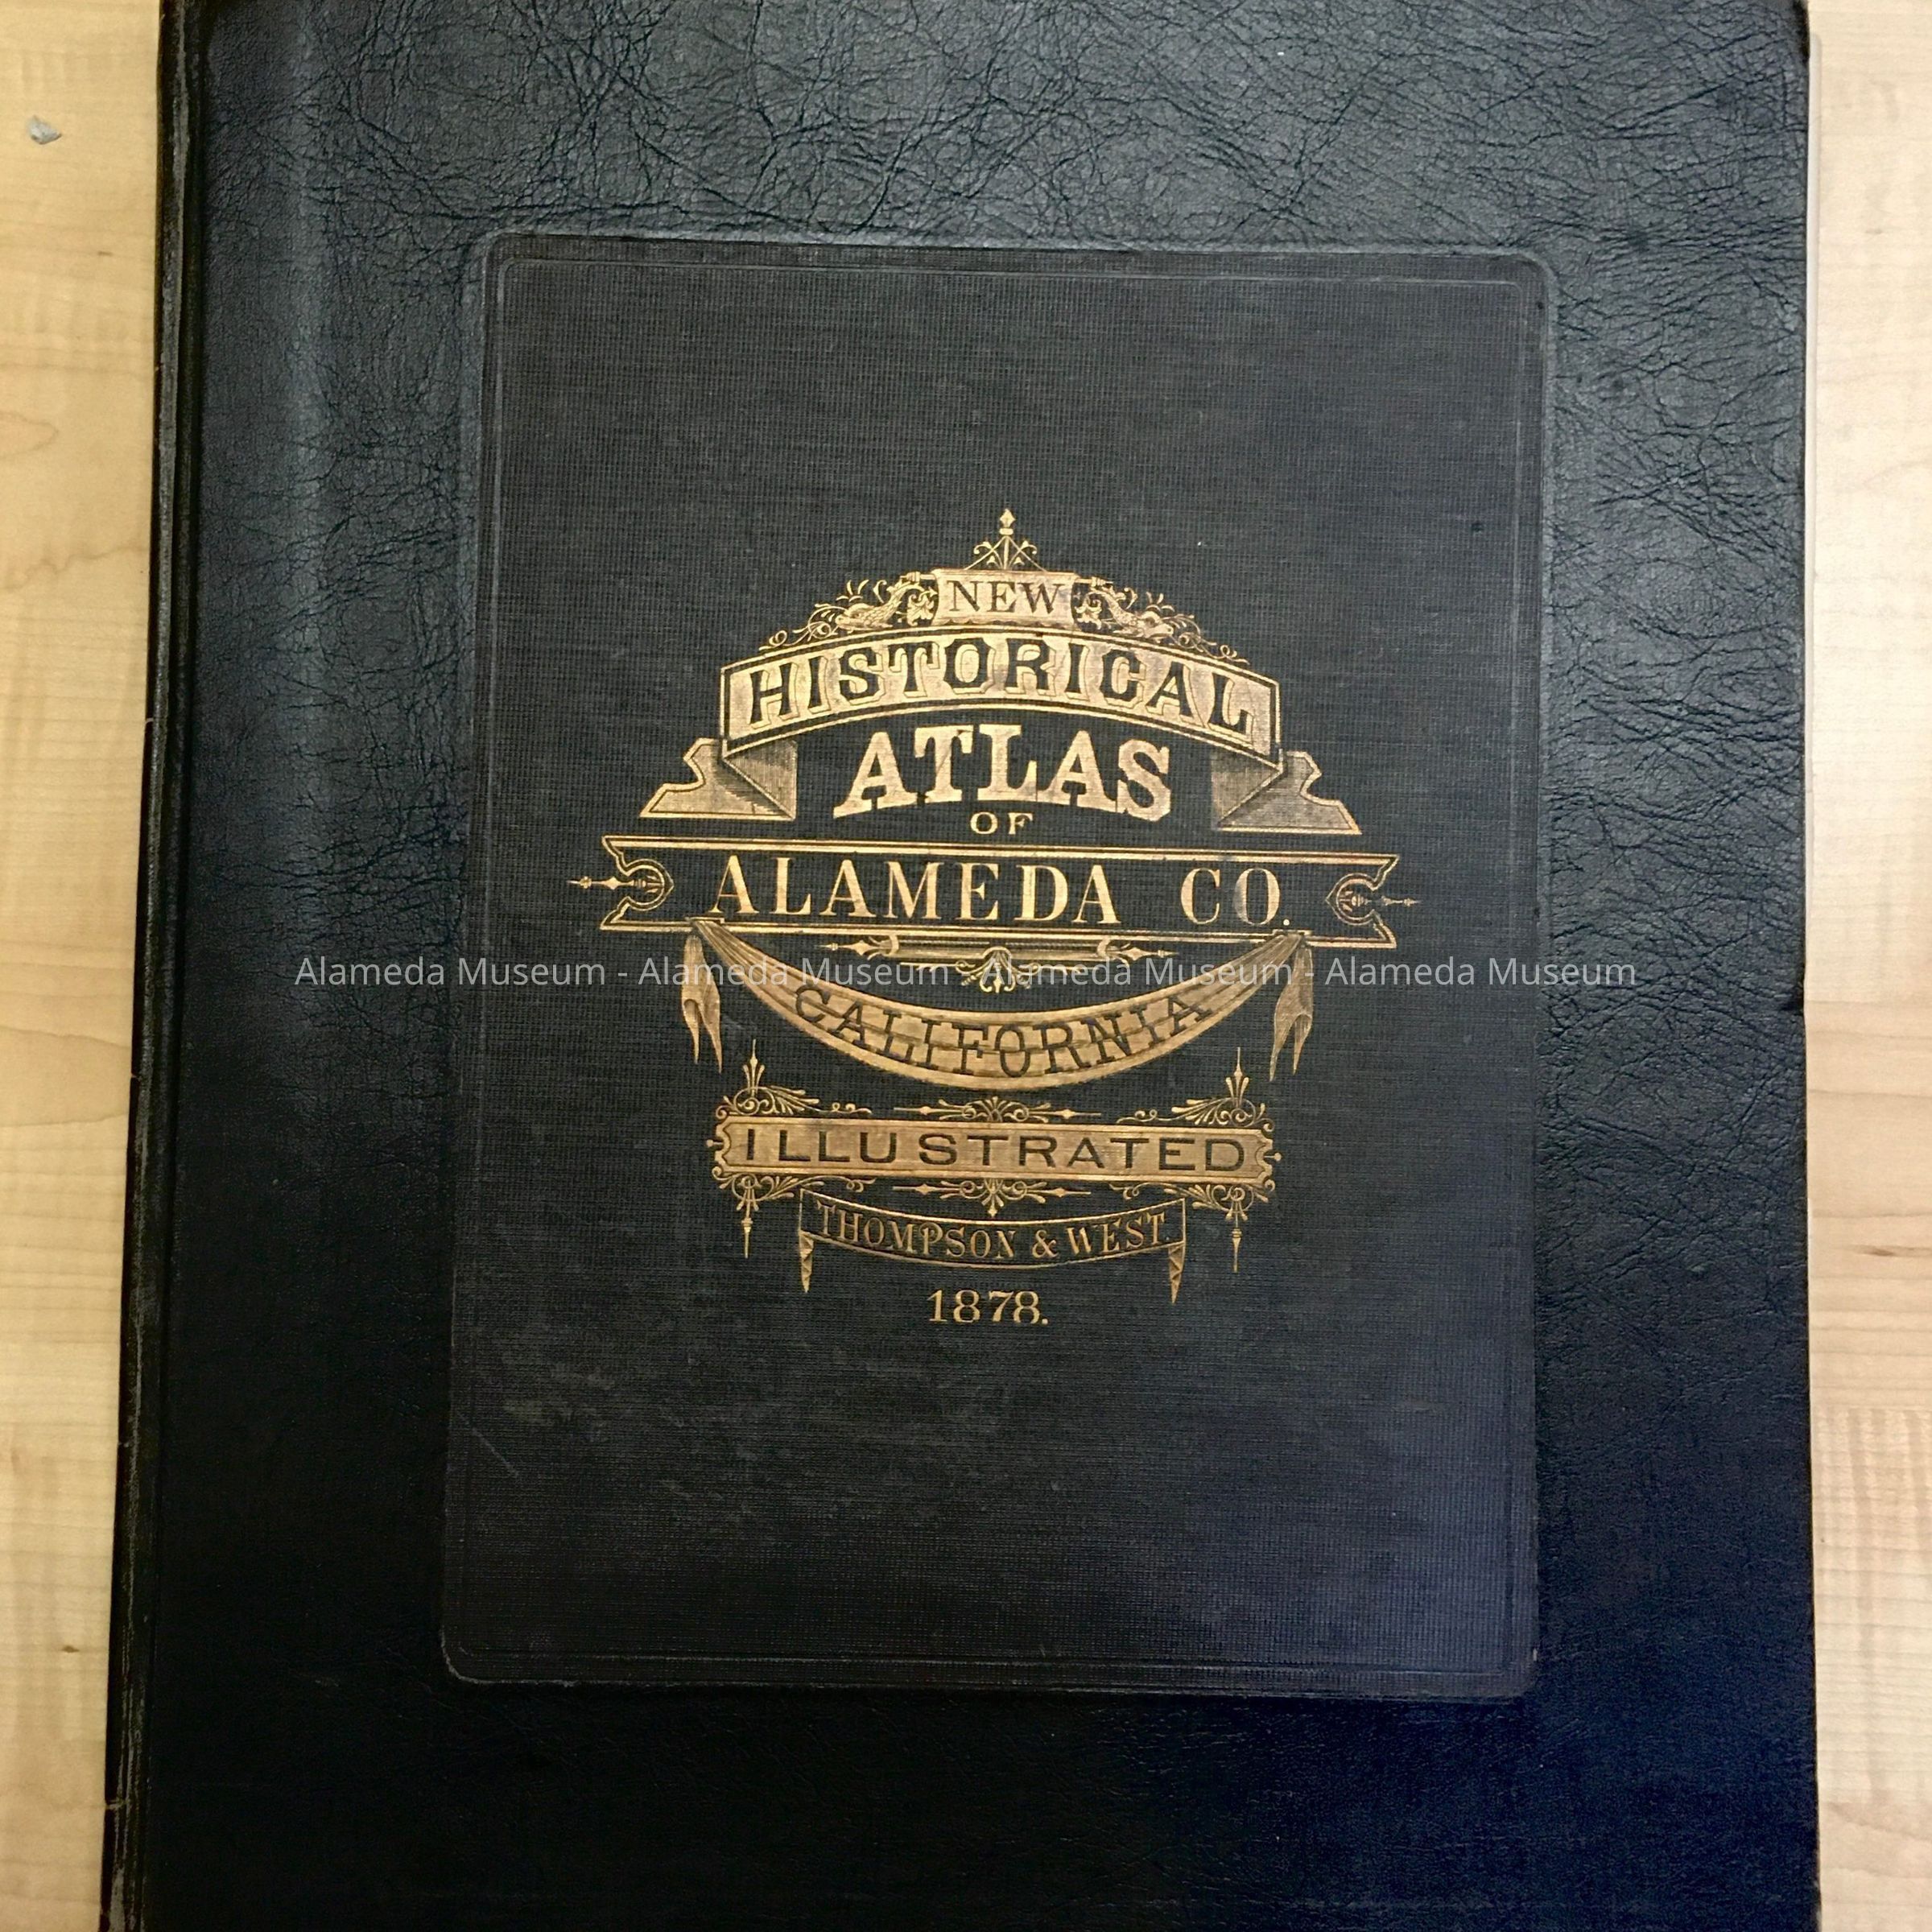 NEW
HISTORICAL
ATLAS
OF
ALAMEDA CO.
Alameda Museum - Alameda Museum - Alameda Museum - Alameda Museum
CALIFORNIA
ILLUSTRATED
THOMPSON & WEST.
1878.